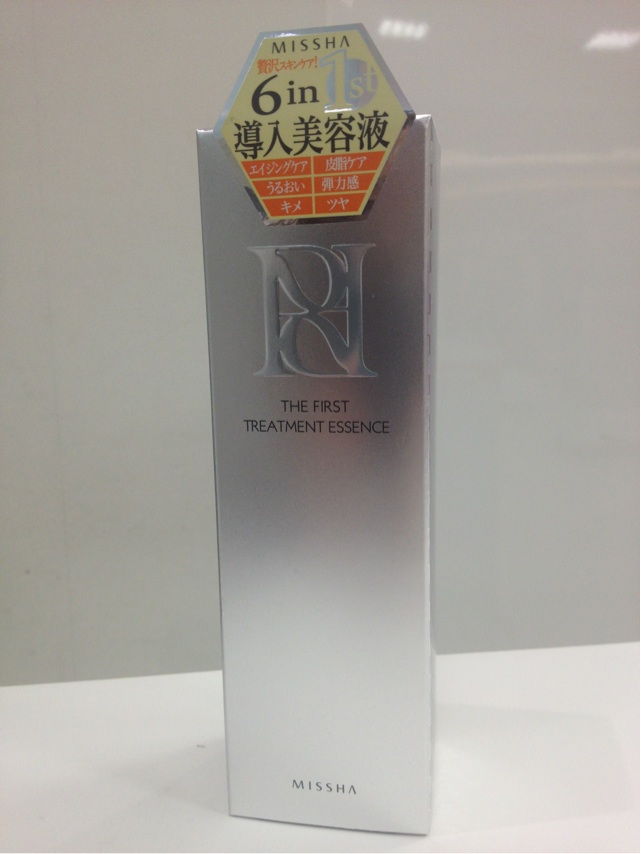 MISSHA
贅沢スキンケア!
6 in 1st
導入美容液
エイジングケア 皮脂ケア
うるおい 弾力感
キメ ツヤ
THE FIRST
TREATMENT ESSENCE
MISSHA